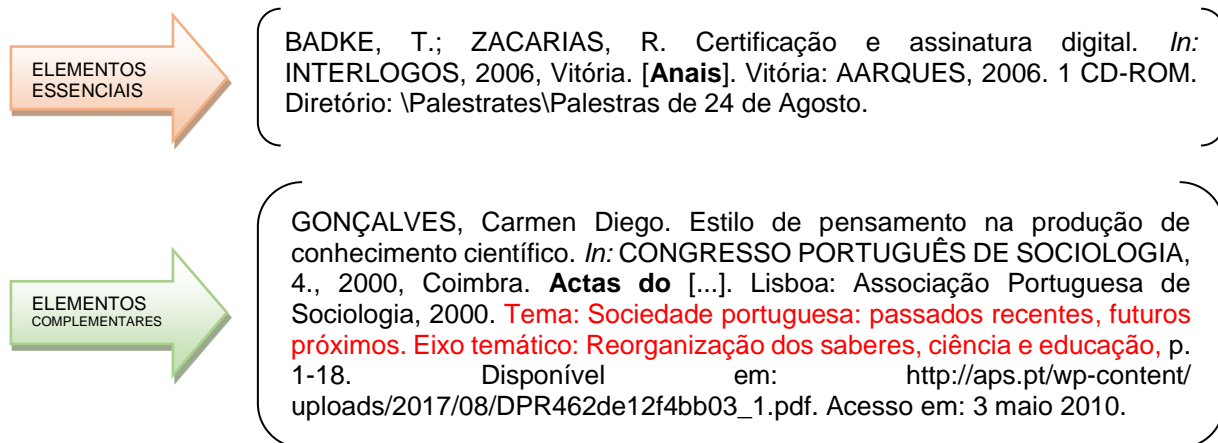 ELEMENTOS
ESSENCIAIS
BADKE, T.; ZACARIAS, R. Certificação e assinatura digital. In:
INTERLOGOS, 2006, Vitória. [Anais]. Vitória: AARQUES, 2006. 1 CD-ROM.
Diretório: \Palestrates\Palestras de 24 de Agosto.
ELEMENTOS
COMPLEMENTARES
GONÇALVES, Carmen Diego. Estilo de pensamento na produção de
conhecimento científico. In: CONGRESSO PORTUGUÊS DE SOCIOLOGIA,
4., 2000, Coimbra. Actas do [...]. Lisboa: Associação Portuguesa de
Sociologia, 2000. Tema: Sociedade portuguesa: passados recentes, futuros
próximos. Eixo temático: Reorganização dos saberes, ciência e educação, p.
1-18. Disponível em: http://aps.pt/wp-content/
uploads/2017/08/DPR462de12f4bb03_1.pdf. Acesso em: 3 maio 2010.